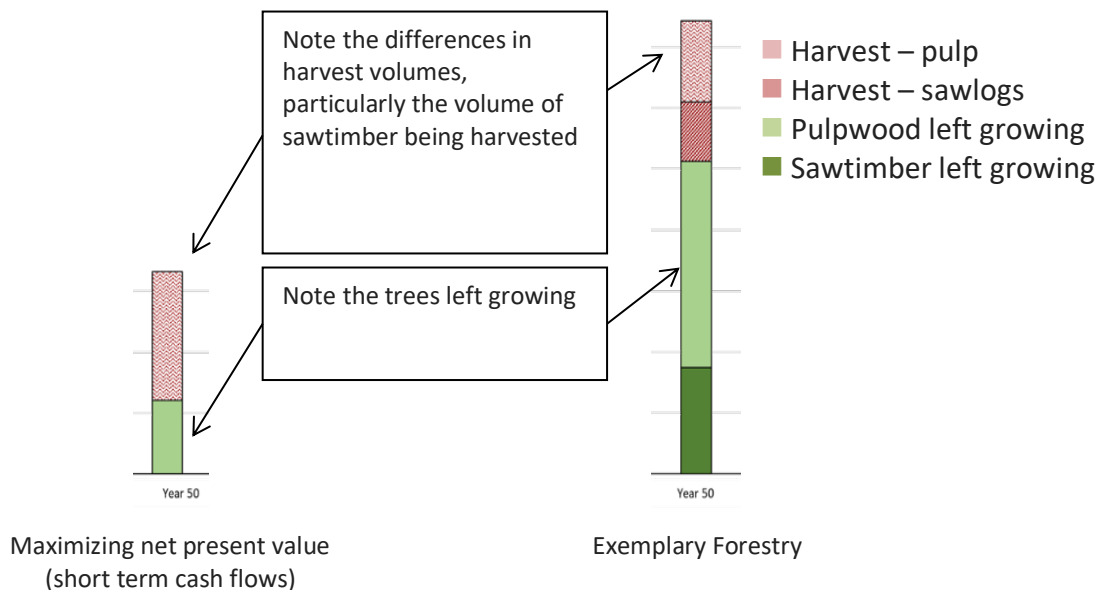 Note the differences in
harvest volumes,
particularly the volume of
sawtimber being harvested
Harvest – pulp
Harvest – sawlogs
Pulpwood left growing
Sawtimber left growing
Note the trees left growing
Year 50
Year 50
Maximizing net present value
(short term cash flows)
Exemplary Forestry